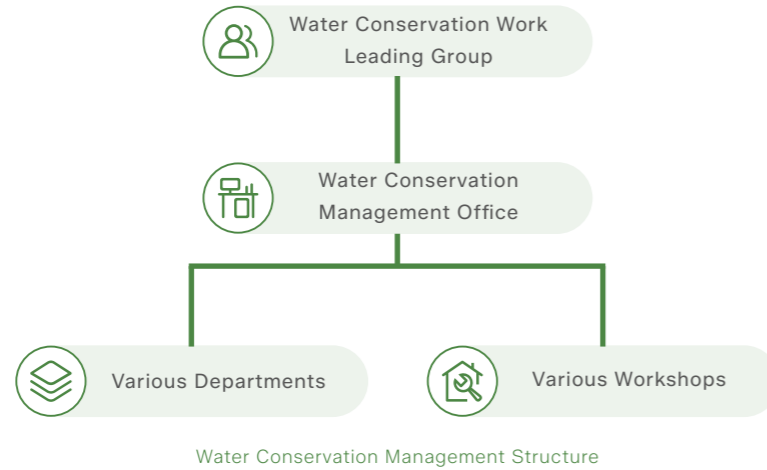 Water Conservation Work
Leading Group
Water Conservation
Management Office
Various Departments
Various Workshops
Water Conservation Management Structure